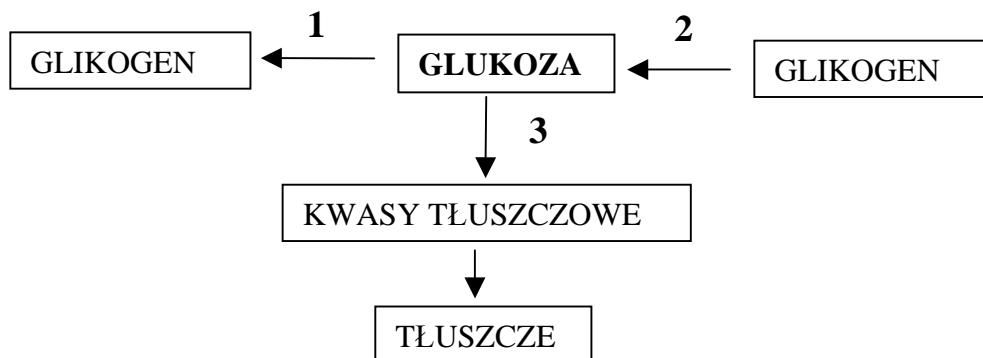 1
2
GLIKOGEN
GLUKOZA
GLIKOGEN
3
KWASY TŁUSZCZOWE
TŁUSZCZE